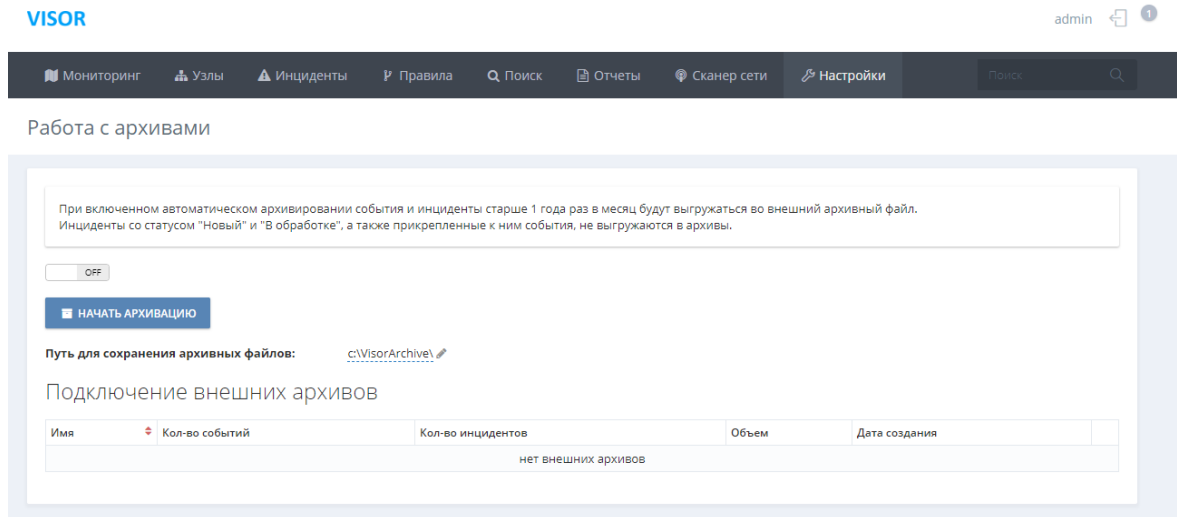 VISOR
admin 1
Мониторинг Узлы Инциденты Правила Поиск Отчеты Сканер сети Настройки Поиск
Работа с архивами
При включенном автоматическом архивировании события и инциденты старше 1 года раз в месяц будут выгружаться во внешний архивный файл.
Инциденты со статусом "Новый" и "В обработке", а также прикрепленные к ним события, не выгружаются в архивы.
OFF
НАЧАТЬ АРХИВАЦИЮ
Путь для сохранения архивных файлов: c:\VisorArchive\
Подключение внешних архивов
Имя Кол-во событий Кол-во инцидентов Объем Дата создания
нет внешних архивов